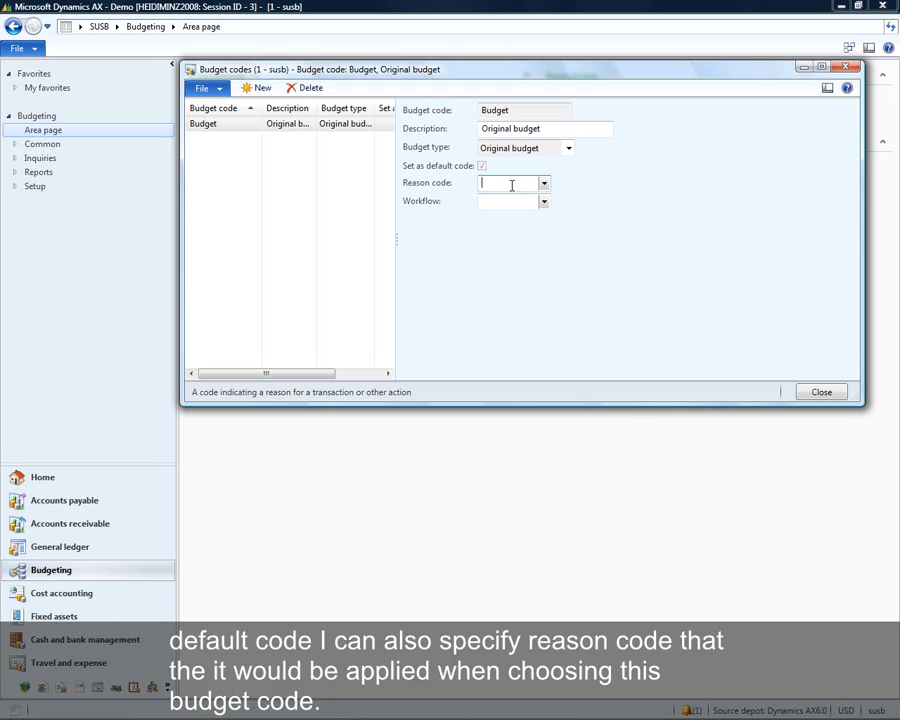 Microsoft Dynamics AX - Demo [HEIDIMINZ2008: Session ID - 3] - [1 - susb]
SUSB
Budgeting
Area page
File
Favorites
My favorites
Budgeting
Area page
Common
Inquiries
Reports
Setup
Budget codes (1 - susb) - Budget code: Budget, Original budget
File
New
Delete
Budget code
Description
Budget type
Set a
Budget
Original b...
Original bud...
Budget code:
Budget
Description:
Original budget
Budget type:
Original budget
Set as default code:
Reason code:
Workflow:
A code indicating a reason for a transaction or other action
Close
Home
Accounts payable
Accounts receivable
General ledger
Budgeting
Cost accounting
Fixed assets
Cash and bank management
Travel and expense
default code I can also specify reason code that
the it would be applied when choosing this
budget code.
(1)
Source depot: Dynamics AX6.0
USD
susb